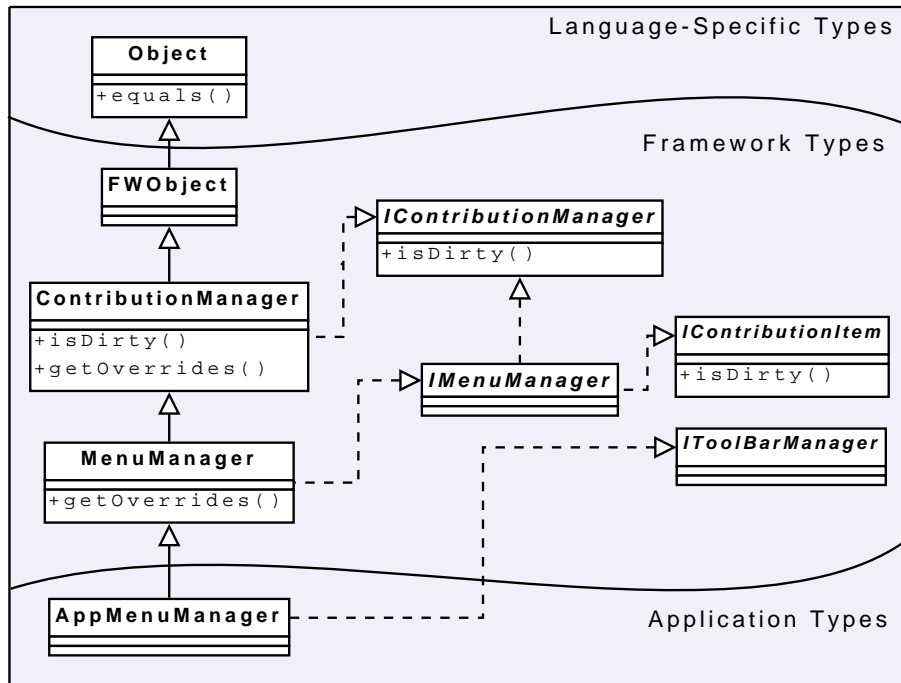 Language-Specific Types
Object
+equals()
Framework Types
FWObject
IContributionManager
+isDirty()
ContributionManager
+isDirty()
+getOverrides()
IContributionItem
+isDirty()
IMenuManager
MenuManager
+getOverrides()
IToolBarManager
AppMenuManager
Application Types